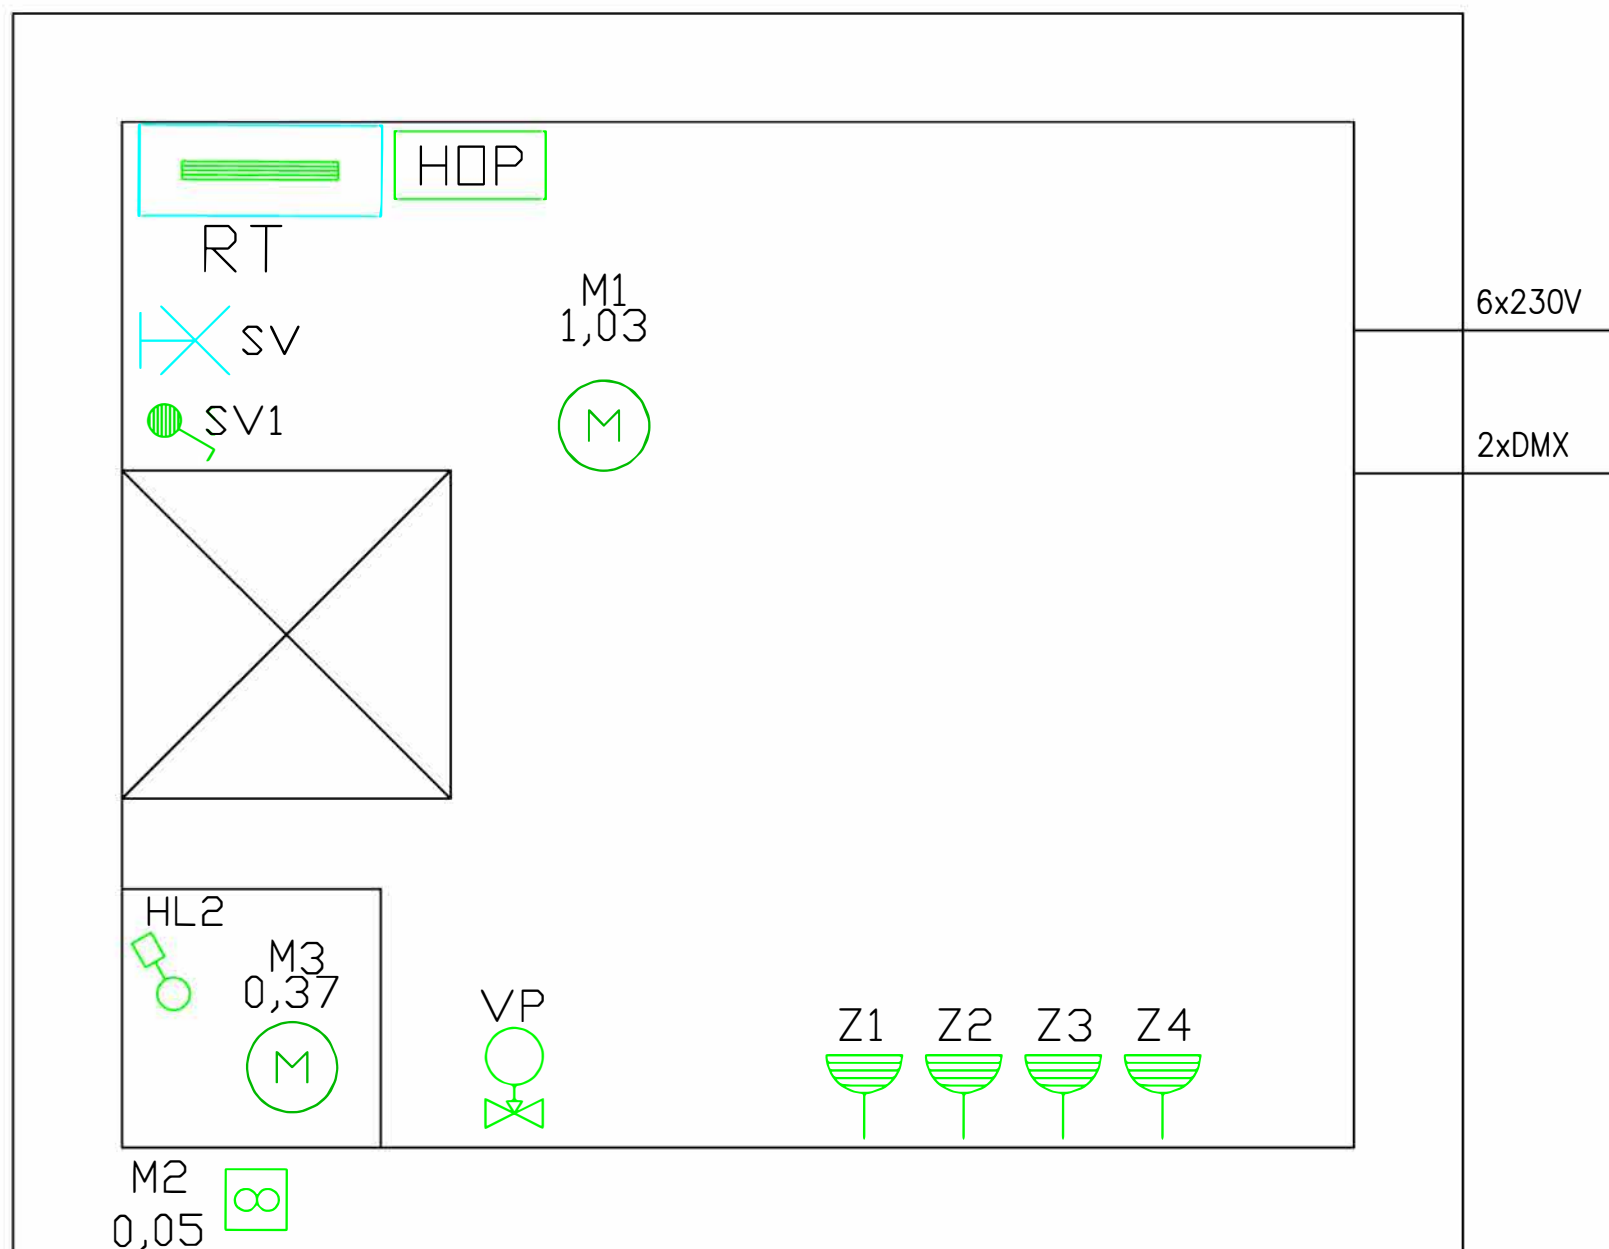 HOP
RT
M1
1,03
6x230V
SV
SV1
M
2xDMX
HL2
M3
0,37
VP
Z1 Z2 Z3 Z4
M
M2
0,05